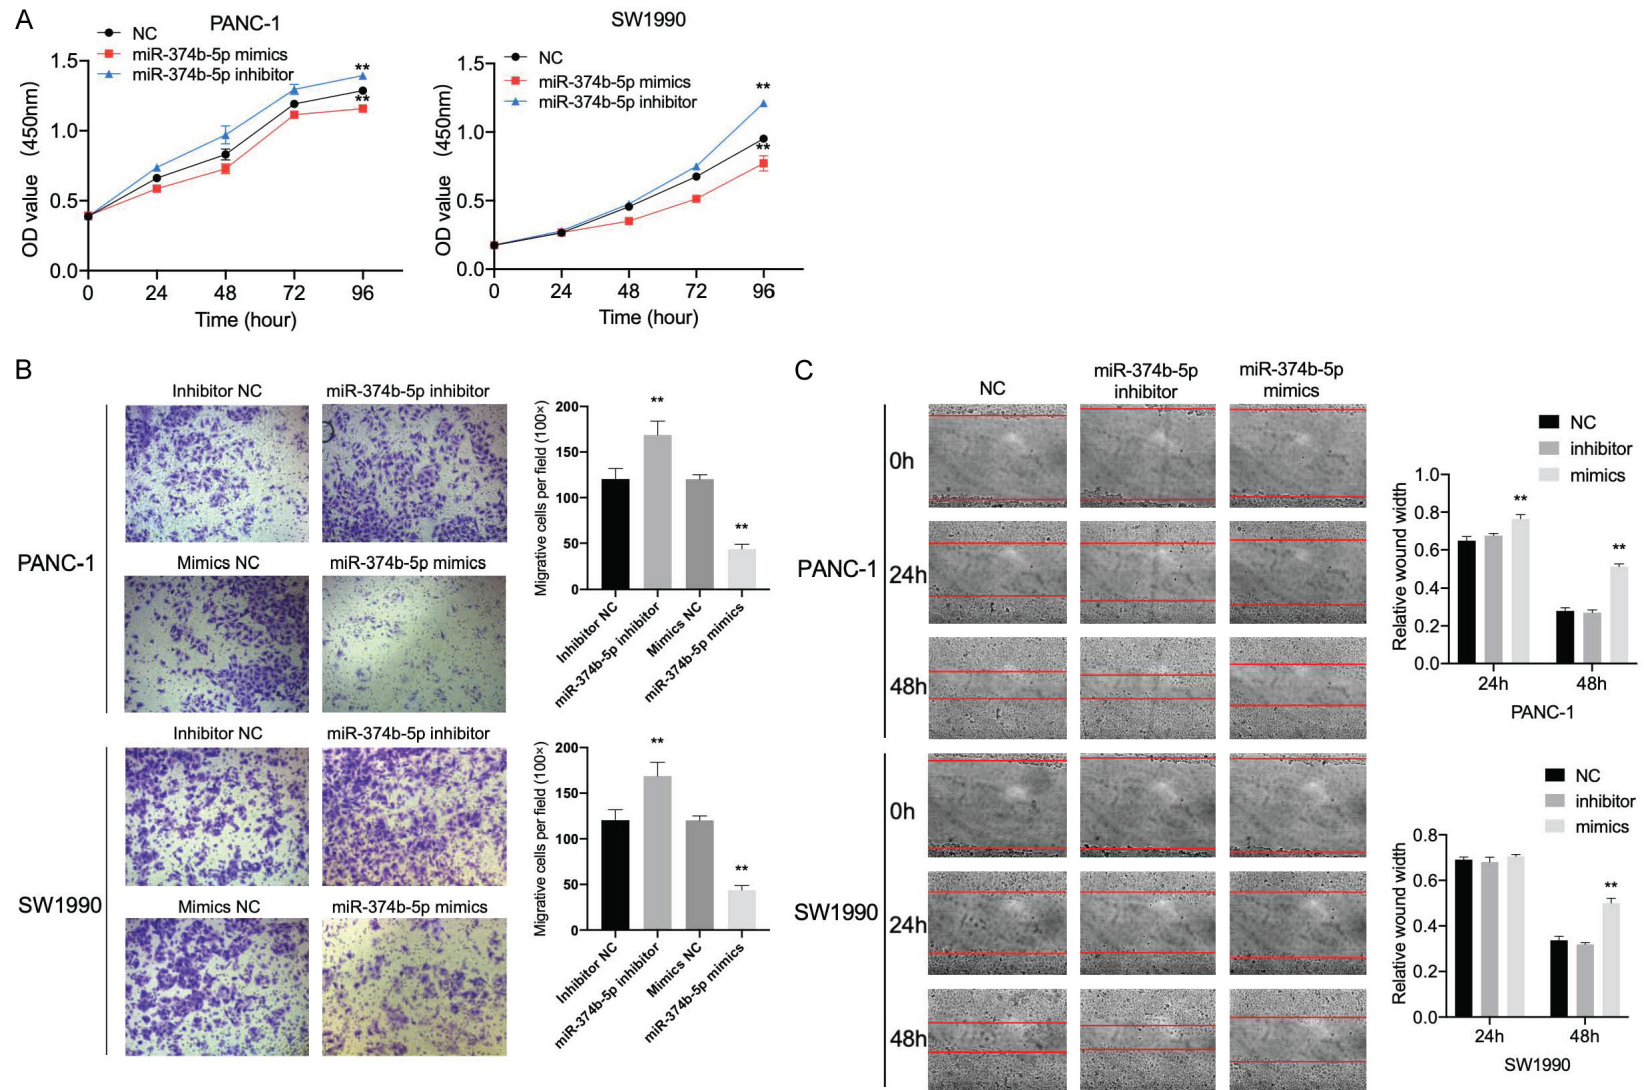 A
PANC-1
NC
miR-374b-5p mimics
miR-374b-5p inhibitor
OD value (450nm)
1.5
1.0
0.5
0.0
**
**
0 24 48 72 96
Time (hour)
SW1990
NC
miR-374b-5p mimics
miR-374b-5p inhibitor
OD value (450nm)
1.5
1.0
0.5
0.0
**
**
0 24 48 72 96
Time (hour)
B
PANC-1
Inhibitor NC
miR-374b-5p inhibitor
Mimics NC
miR-374b-5p mimics
Migrative cells per field (100×)
200
150
100
50
0
**
**
Inhibitor NC
miR-374b-5p inhibitor
Mimics NC
miR-374b-5p mimics
SW1990
Inhibitor NC
miR-374b-5p inhibitor
Mimics NC
miR-374b-5p mimics
Migrative cells per field (100×)
200
150
100
50
0
**
**
Inhibitor NC
miR-374b-5p inhibitor
Mimics NC
miR-374b-5p mimics
C
NC
miR-374b-5p
inhibitor
miR-374b-5p
mimics
PANC-1
0h
24h
48h
NC
inhibitor
mimics
Relative wound width
1.0
0.8
0.6
0.4
0.2
0.0
**
**
24h 48h
PANC-1
SW1990
0h
24h
48h
NC
inhibitor
mimics
Relative wound width
0.8
0.6
0.4
0.2
0.0
**
24h 48h
SW1990